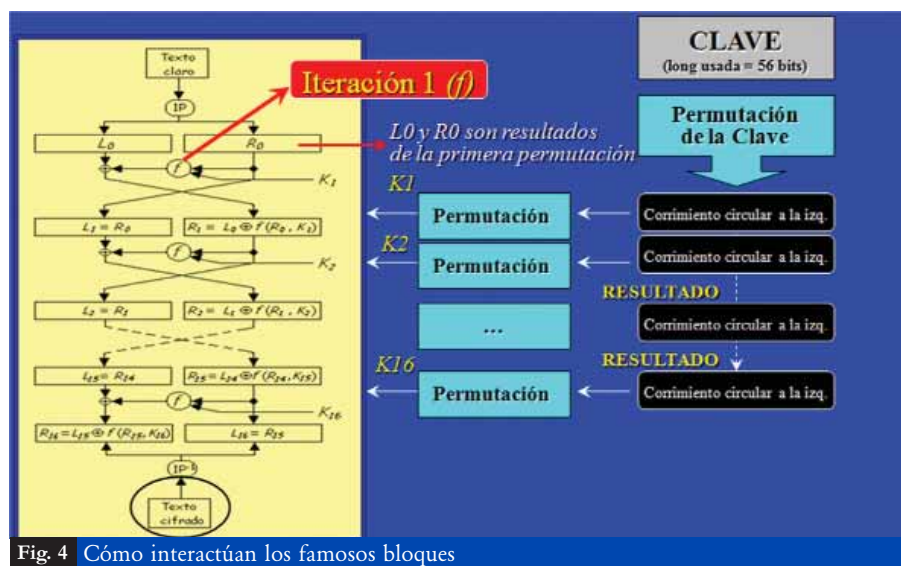 Texto
claro
IP
Iteración 1 (f)
CLAVE
(long usada = 56 bits)
Permutación
de la Clave
L0 y R0 son resultados
de la primera permutación
L₀
R₀
f
K₁
K1
Permutación
Corrimiento circular a la izq.
L₁ = R₀
R₁ = L₀ ⊕ f(R₀, K₁)
f
K₂
K2
Permutación
Corrimiento circular a la izq.
RESULTADO
L₂ = R₁
R₂ = L₁ ⊕ f(R₁, K₂)
...
Corrimiento circular a la izq.
RESULTADO
L₁₅ = R₁₄
R₁₅ = L₁₄ ⊕ f(R₁₄, K₁₅)
f
K₁₆
K16
Permutación
Corrimiento circular a la izq.
R₁₆ = L₁₅ ⊕ f(R₁₅, K₁₆)
L₁₆ = R₁₅
IP⁻¹
Texto
cifrado
Fig. 4 Cómo interactúan los famosos bloques